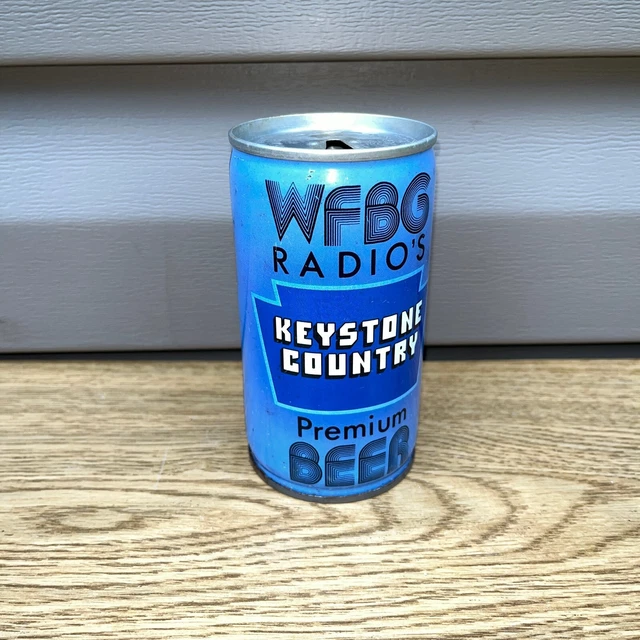 WFBG
RADIO'S
KEYSTONE
COUNTRY
Premium
BEER